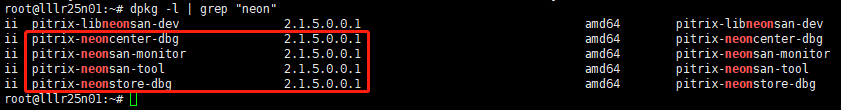 root@lllr25n01:~# dpkg -l | grep "neon"
ii pitrix-libneonsan-dev 2.1.5.0.0.1 amd64 pitrix-libneonsan-dev
ii pitrix-neoncenter-dbg 2.1.5.0.0.1 amd64 pitrix-neoncenter-dbg
ii pitrix-neonsan-monitor 2.1.5.0.0.1 amd64 pitrix-neonsan-monitor
ii pitrix-neonsan-tool 2.1.5.0.0.1 amd64 pitrix-neonsan-tool
ii pitrix-neonstore-dbg 2.1.5.0.0.1 amd64 pitrix-neonstore-dbg
root@lllr25n01:~#